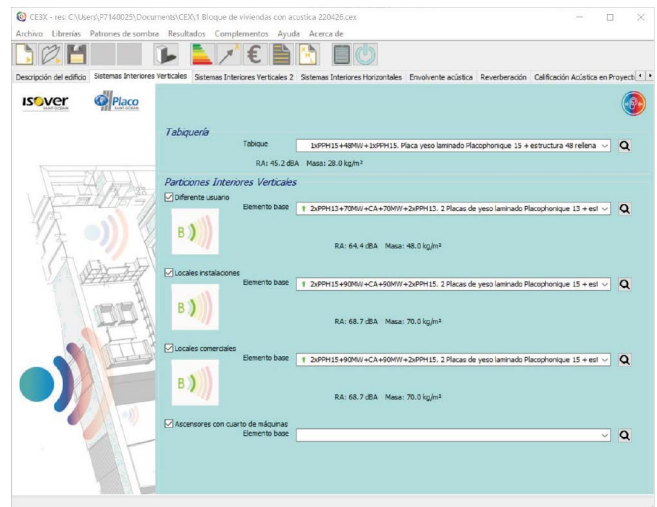 CE3X - res: C:\Users\P7140025\Documents\CEX\1 Bloque de viviendas con acustica 220426.cex
Archivo Librerías Patrones de sombra Resultados Complementos Ayuda Acerca de
Descripción del edificio Sistemas Interiores Verticales Sistemas Interiores Verticales 2 Sistemas Interiores Horizontales Envolvente acústica Reverberación Calificación Acústica en Proyect
isover
SAINT-GOBAIN
Placo
SAINT-GOBAIN
Tabiquería
Tabique 1xPPH15+48MW+1xPPH15. Placa yeso laminado Placophonique 15 + estructura 48 rellena
RA: 45.2 dBA Masa: 28.0 kg/m²
Particiones Interiores Verticales
Diferente usuario
Elemento base 2xPPH13+70MW+CA+70MW+2xPPH13. 2 Placas de yeso laminado Placophonique 13 + est
B
RA: 64.4 dBA Masa: 48.0 kg/m²
Locales instalaciones
Elemento base 2xPPH15+90MW+CA+90MW+2xPPH15. 2 Placas de yeso laminado Placophonique 15 + est
B
RA: 68.7 dBA Masa: 70.0 kg/m²
Locales comerciales
Elemento base 2xPPH15+90MW+CA+90MW+2xPPH15. 2 Placas de yeso laminado Placophonique 15 + est
B
RA: 68.7 dBA Masa: 70.0 kg/m²
Ascensores con cuarto de máquinas
Elemento base